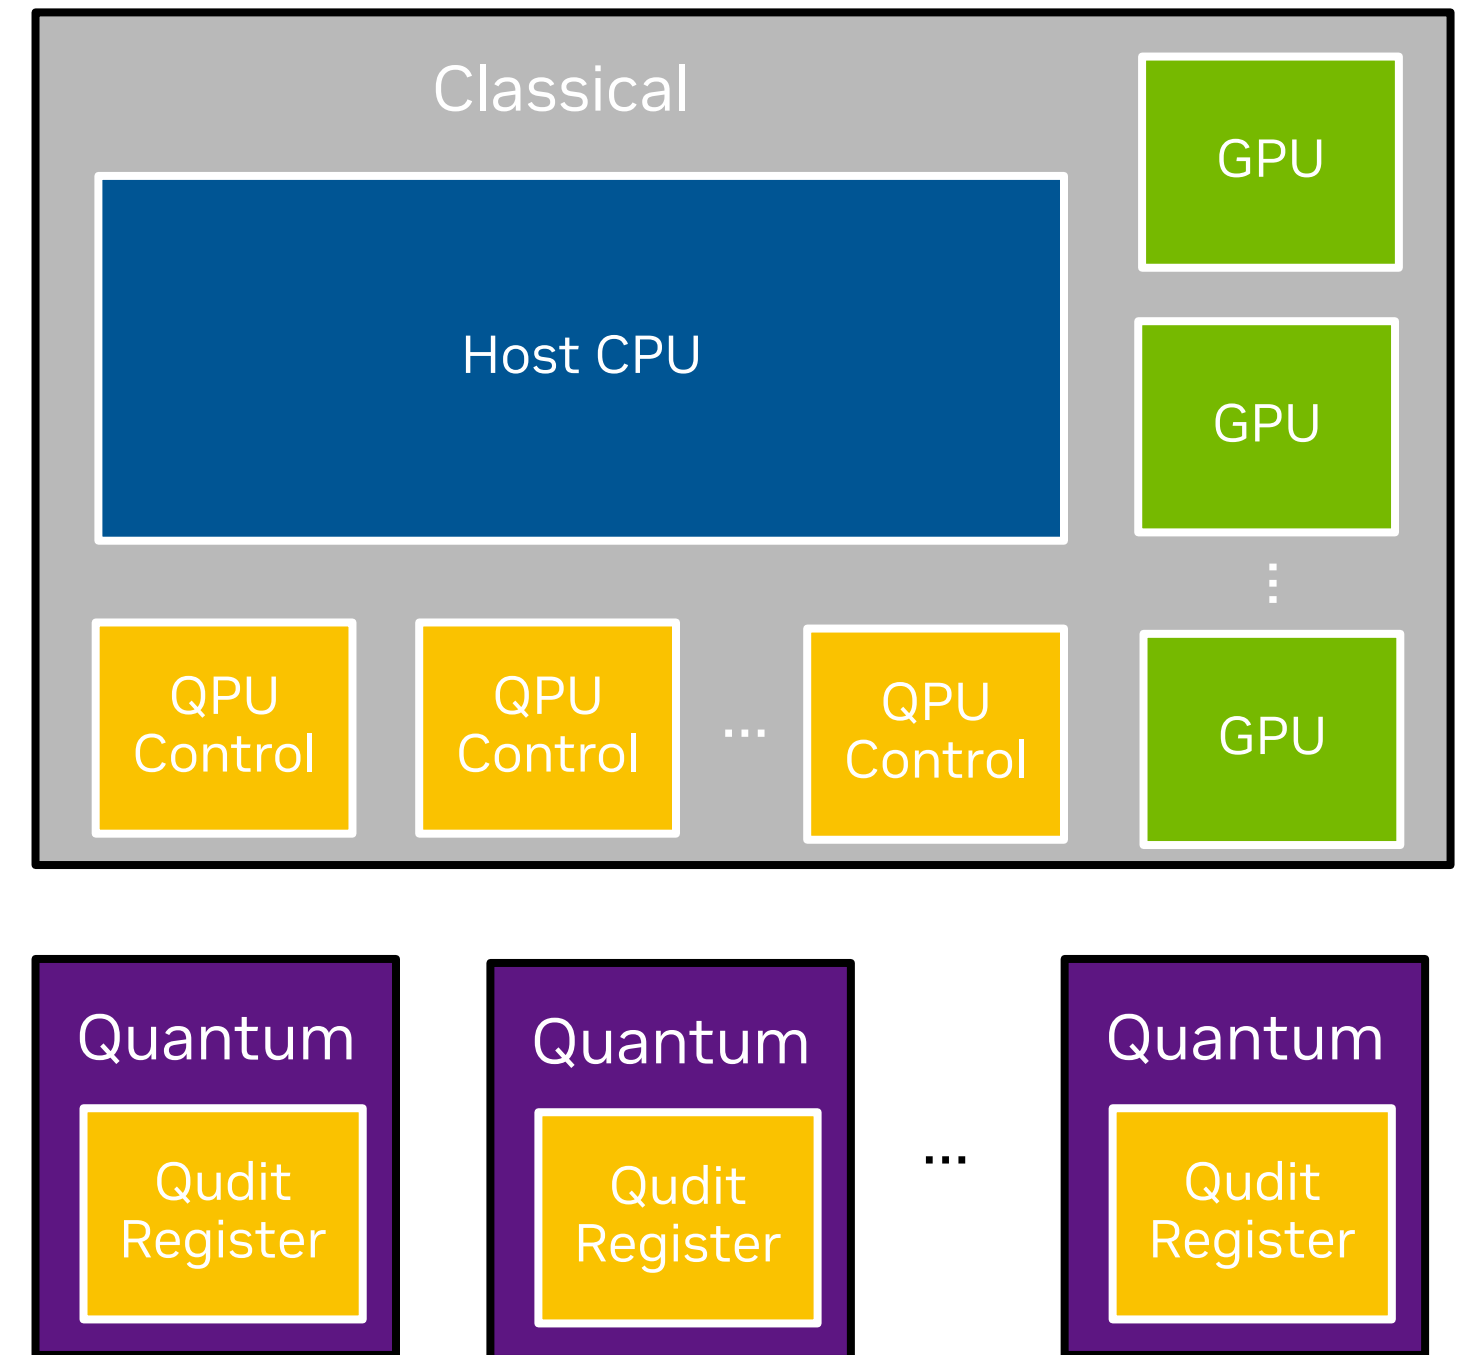 Classical
GPU
Host CPU
GPU
⋮
QPU
Control
QPU
Control
...
QPU
Control
GPU
Quantum
Qudit
Register
Quantum
Qudit
Register
...
Quantum
Qudit
Register